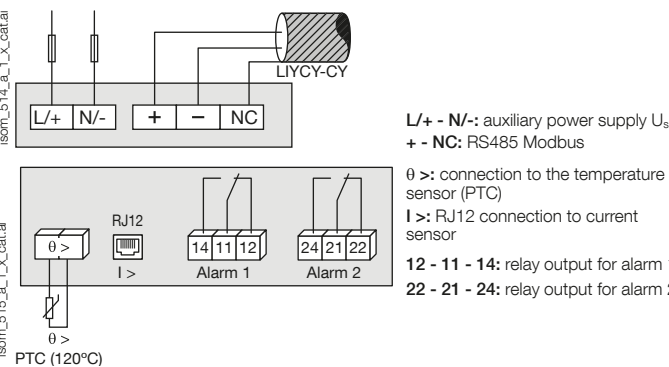 isom_514_a_1_x_cat.ai
LIYCY-CY
L/+ N/- + – NC
L/+ - N/-: auxiliary power supply Us
+ - NC: RS485 Modbus
θ >: connection to the temperature
sensor (PTC)
I >: RJ12 connection to current
sensor
12 - 11 - 14: relay output for alarm 1
22 - 21 - 24: relay output for alarm 2
isom_515_a_1_x_cat.ai
RJ12
θ >
14 11 12
24 21 22
I >
Alarm 1
Alarm 2
θ >
PTC (120°C)